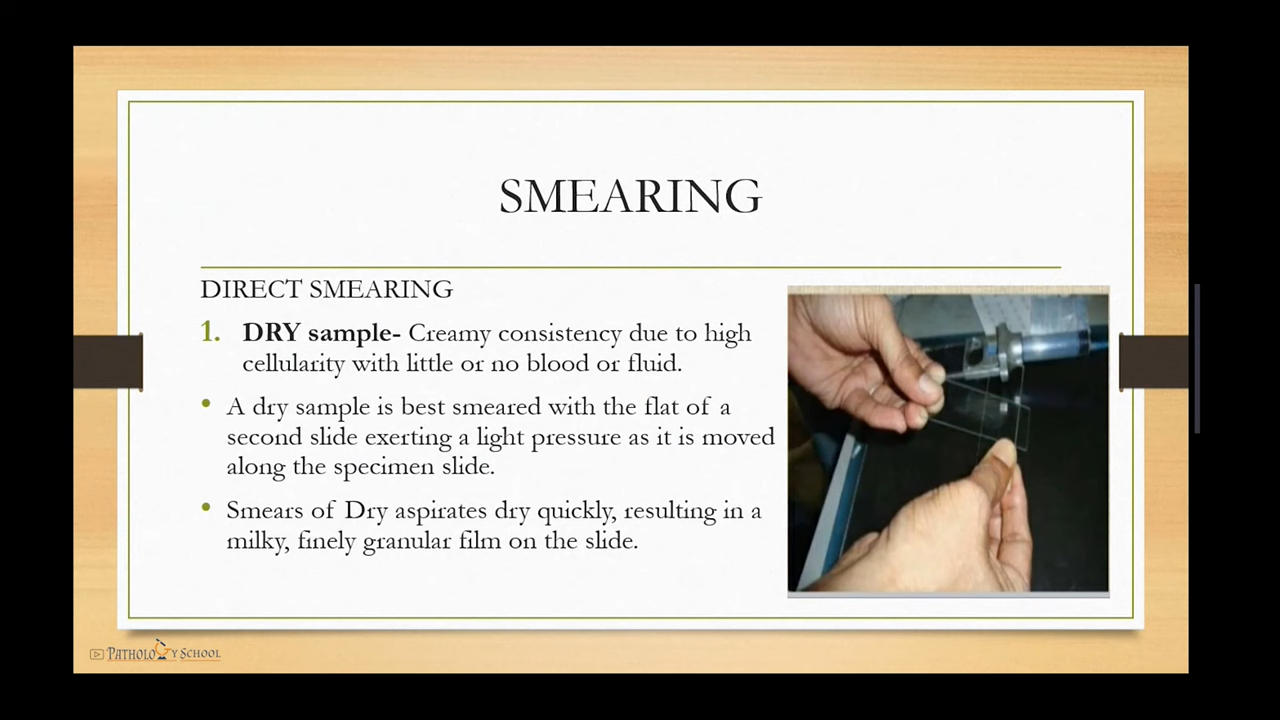 SMEARING
DIRECT SMEARING
1. DRY sample- Creamy consistency due to high
cellularity with little or no blood or fluid.
• A dry sample is best smeared with the flat of a
second slide exerting a light pressure as it is moved
along the specimen slide.
• Smears of Dry aspirates dry quickly, resulting in a
milky, finely granular film on the slide.
PATHOLOGY SCHOOL